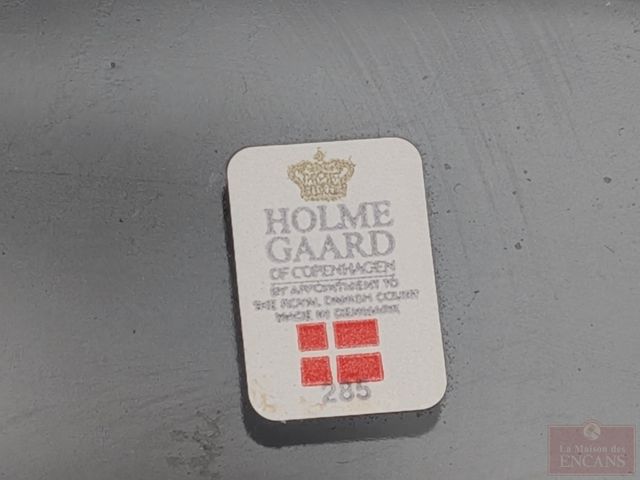 HOLME
GAARD
OF COPENHAGEN
BY APPOINTMENT TO
THE ROYAL DANISH COURT
MADE IN DENMARK
285
La Maison des
ENCANS